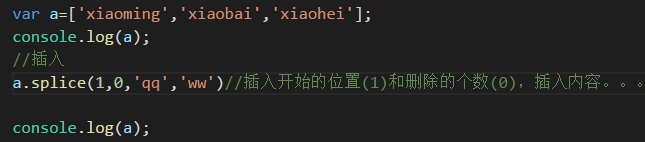 var a=['xiaoming','xiaobai','xiaohei'];
console.log(a);
//插入
a.splice(1,0,'qq','ww')//插入开始的位置(1)和删除的个数(0)，插入内容。。。
console.log(a);